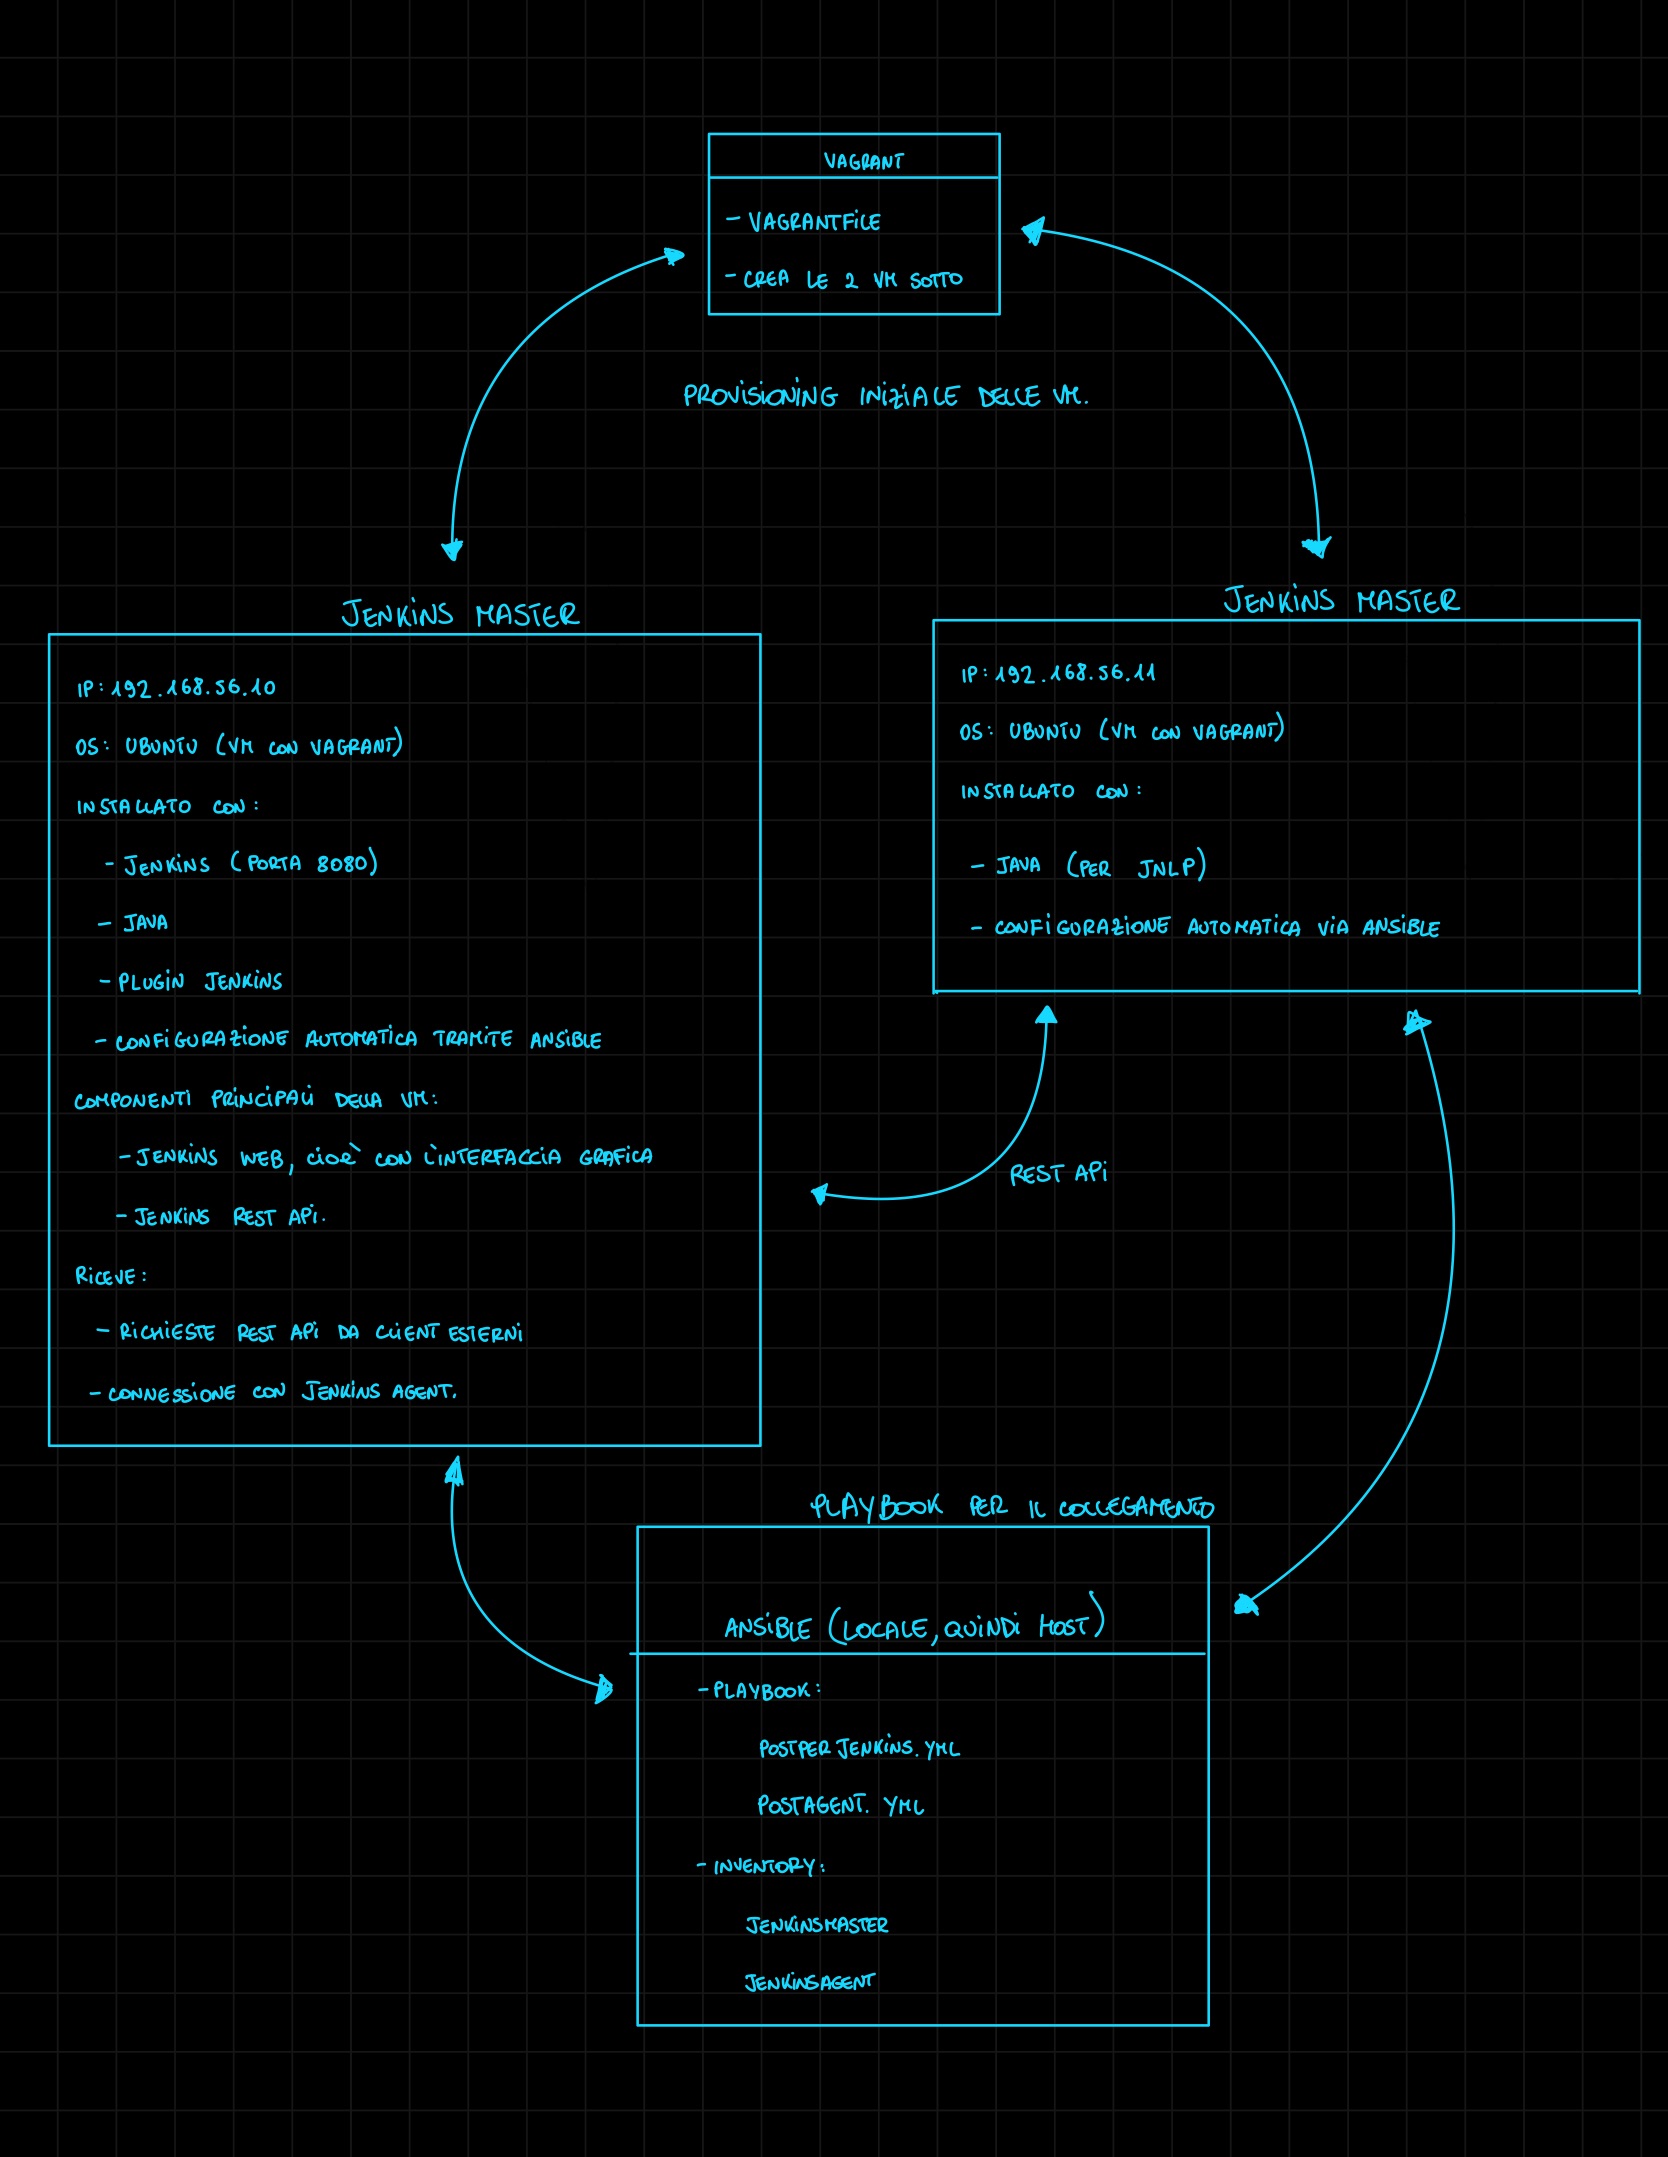 VAGRANT
- VAGRANTFILE
- CREA LE 2 VM SOTTO
PROVISIONING INIZIALE DELLE VM.
JENKINS MASTER
IP: 192.168.56.10
OS: UBUNTU (VM CON VAGRANT)
INSTALLATO CON:
- JENKINS (PORTA 8080)
- JAVA
- PLUGIN JENKINS
- CONFIGURAZIONE AUTOMATICA TRAMITE ANSIBLE
COMPONENTI PRINCIPALI DELLA VM:
- JENKINS WEB, CIOÈ CON L'INTERFACCIA GRAFICA
- JENKINS REST API.
RICEVE:
- RICHIESTE REST API DA CLIENT ESTERNI
- CONNESSIONE CON JENKINS AGENT.
JENKINS MASTER
IP: 192.168.56.11
OS: UBUNTU (VM CON VAGRANT)
INSTALLATO CON:
- JAVA (PER JNLP)
- CONFIGURAZIONE AUTOMATICA VIA ANSIBLE
REST API
PLAYBOOK PER IL COLLEGAMENTO
ANSIBLE (LOCALE, QUINDI HOST)
- PLAYBOOK:
POSTPERJENKINS.YML
POSTAGENT.YML
- INVENTORY:
JENKINSMASTER
JENKINSAGENT